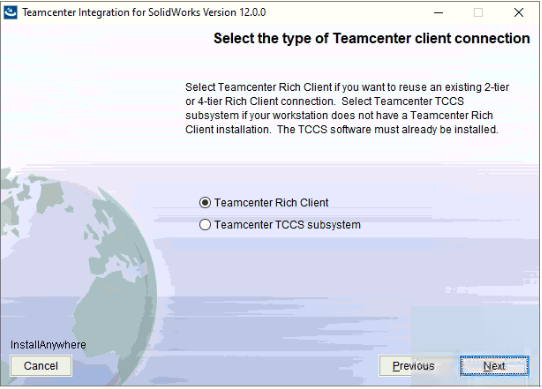 Teamcenter Integration for SolidWorks Version 12.0.0
Select the type of Teamcenter client connection
Select Teamcenter Rich Client if you want to reuse an existing 2-tier
or 4-tier Rich Client connection. Select Teamcenter TCCS
subsystem if your workstation does not have a Teamcenter Rich
Client installation. The TCCS software must already be installed.
Teamcenter Rich Client
Teamcenter TCCS subsystem
InstallAnywhere
Cancel
Previous
Next